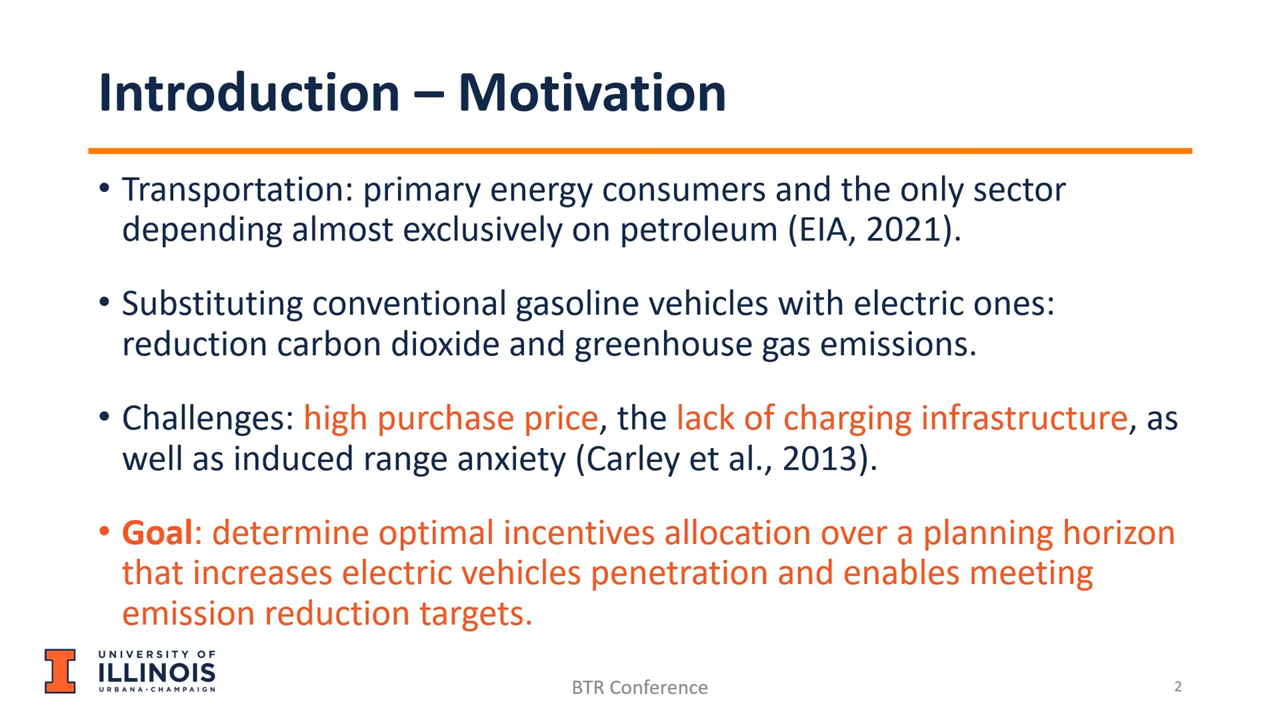 Introduction – Motivation
• Transportation: primary energy consumers and the only sector
depending almost exclusively on petroleum (EIA, 2021).
• Substituting conventional gasoline vehicles with electric ones:
reduction carbon dioxide and greenhouse gas emissions.
• Challenges: high purchase price, the lack of charging infrastructure, as
well as induced range anxiety (Carley et al., 2013).
• Goal: determine optimal incentives allocation over a planning horizon
that increases electric vehicles penetration and enables meeting
emission reduction targets.
UNIVERSITY OF
ILLINOIS
URBANA-CHAMPAIGN
BTR Conference
2